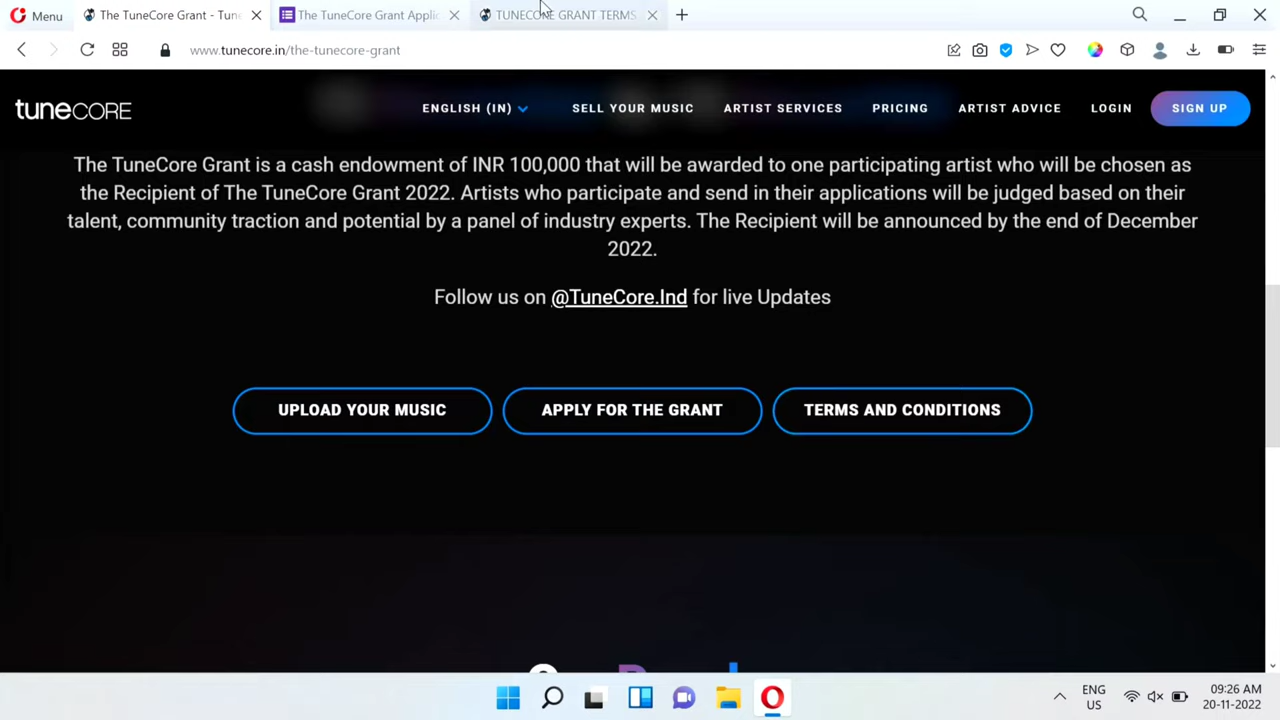 Menu
The TuneCore Grant - Tune
The TuneCore Grant Applic
TUNECORE GRANT TERMS
www.tunecore.in/the-tunecore-grant
tuneCORE
ENGLISH (IN)
SELL YOUR MUSIC
ARTIST SERVICES
PRICING
ARTIST ADVICE
LOGIN
SIGN UP
The TuneCore Grant is a cash endowment of INR 100,000 that will be awarded to one participating artist who will be chosen as
the Recipient of The TuneCore Grant 2022. Artists who participate and send in their applications will be judged based on their
talent, community traction and potential by a panel of industry experts. The Recipient will be announced by the end of December
2022.
Follow us on @TuneCore.Ind for live Updates
UPLOAD YOUR MUSIC
APPLY FOR THE GRANT
TERMS AND CONDITIONS
ENG
US
09:26 AM
20-11-2022